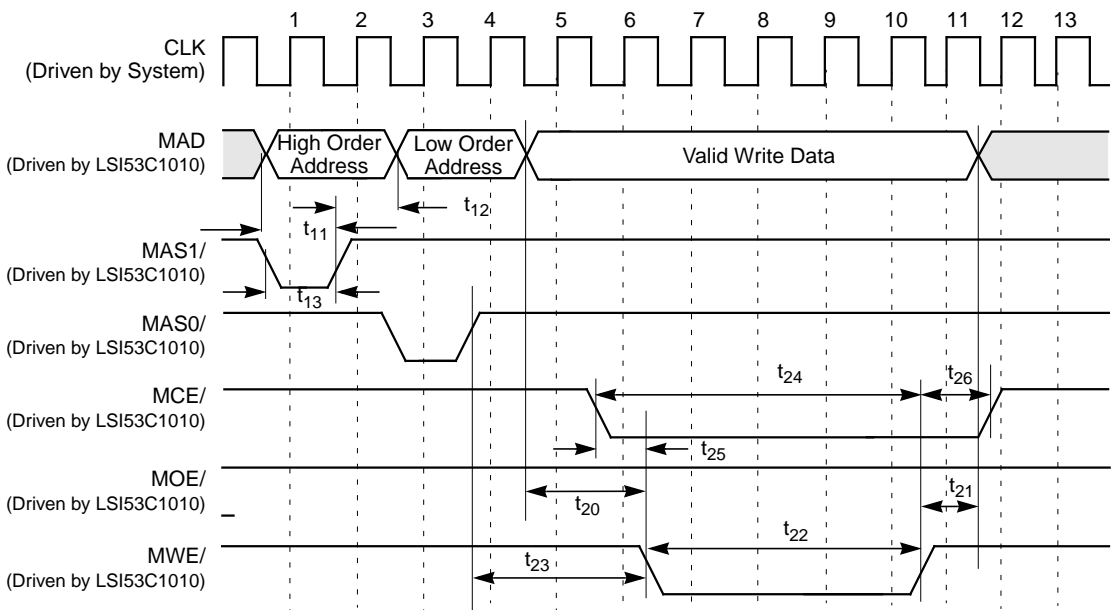 1 2 3 4 5 6 7 8 9 10 11 12 13
CLK
(Driven by System)
MAD
(Driven by LSI53C1010)
High Order
Address
Low Order
Address
Valid Write Data
t12
t11
MAS1/
(Driven by LSI53C1010)
t13
MAS0/
(Driven by LSI53C1010)
MCE/
(Driven by LSI53C1010)
t24
t26
t25
MOE/
(Driven by LSI53C1010)
t20
t21
MWE/
(Driven by LSI53C1010)
t22
t23